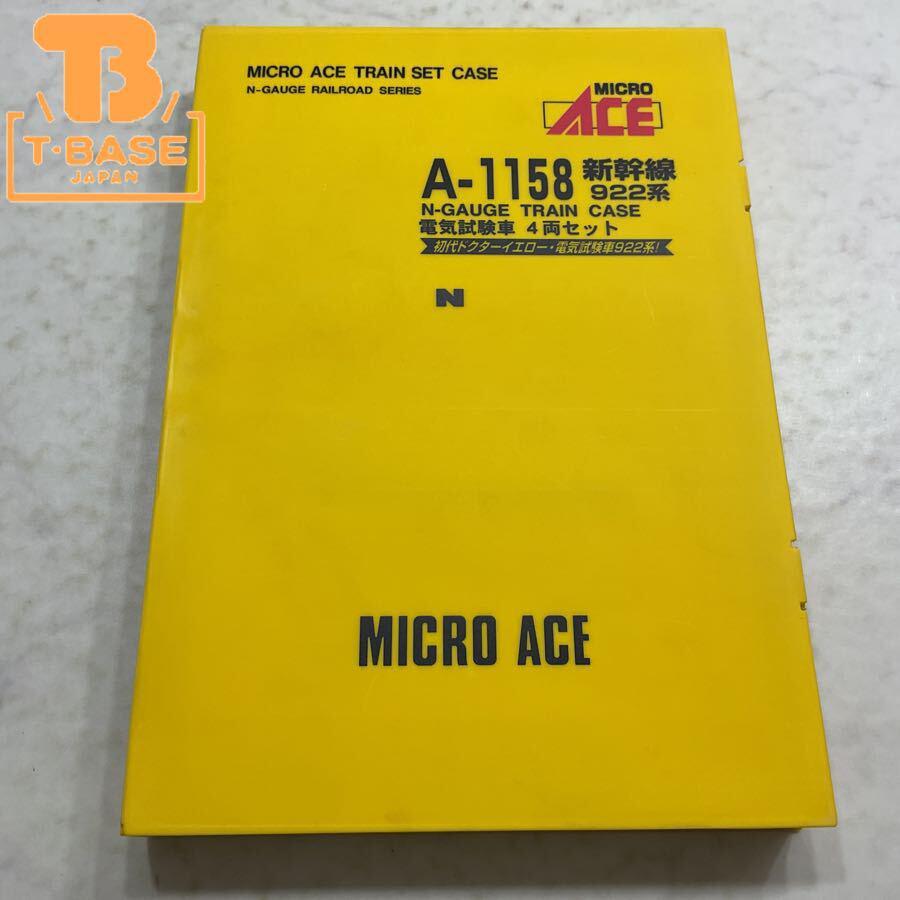 T・BASE
JAPAN
MICRO ACE TRAIN SET CASE
N-GAUGE RAILROAD SERIES
MICRO
ACE
A-1158 新幹線
922系
N-GAUGE TRAIN CASE
電気試験車 4両セット
初代ドクターイエロー・電気試験車922系!
N
MICRO ACE